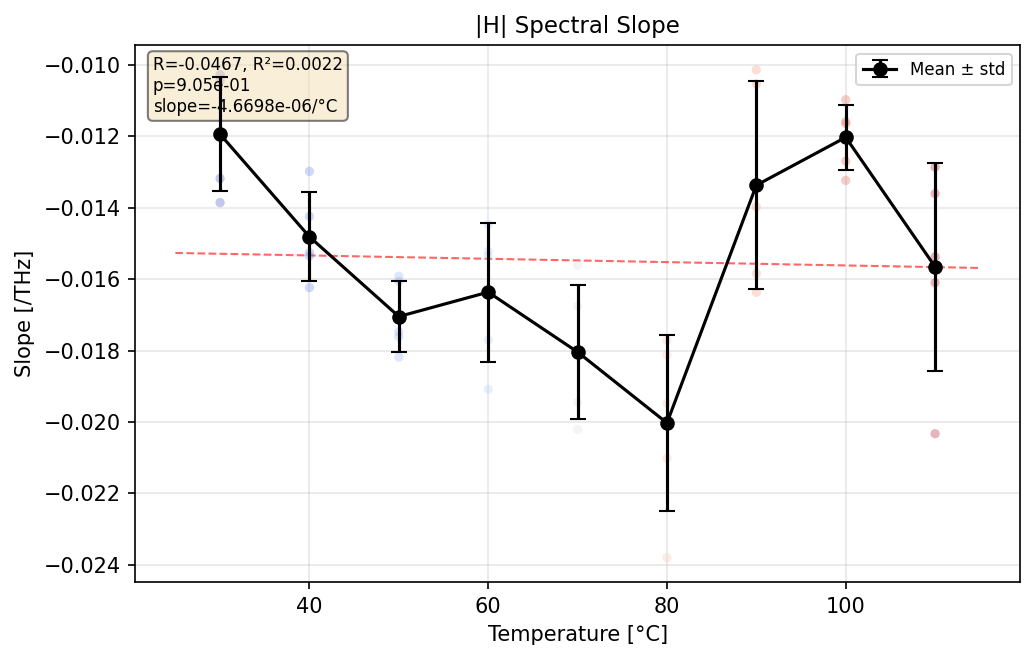 |H| Spectral Slope
R=-0.0467, R²=0.0022
p=9.05e-01
slope=-4.6698e-06/°C
Mean ± std
−0.010
−0.012
−0.014
−0.016
−0.018
−0.020
−0.022
−0.024
Slope [/THz]
40
60
80
100
Temperature [°C]